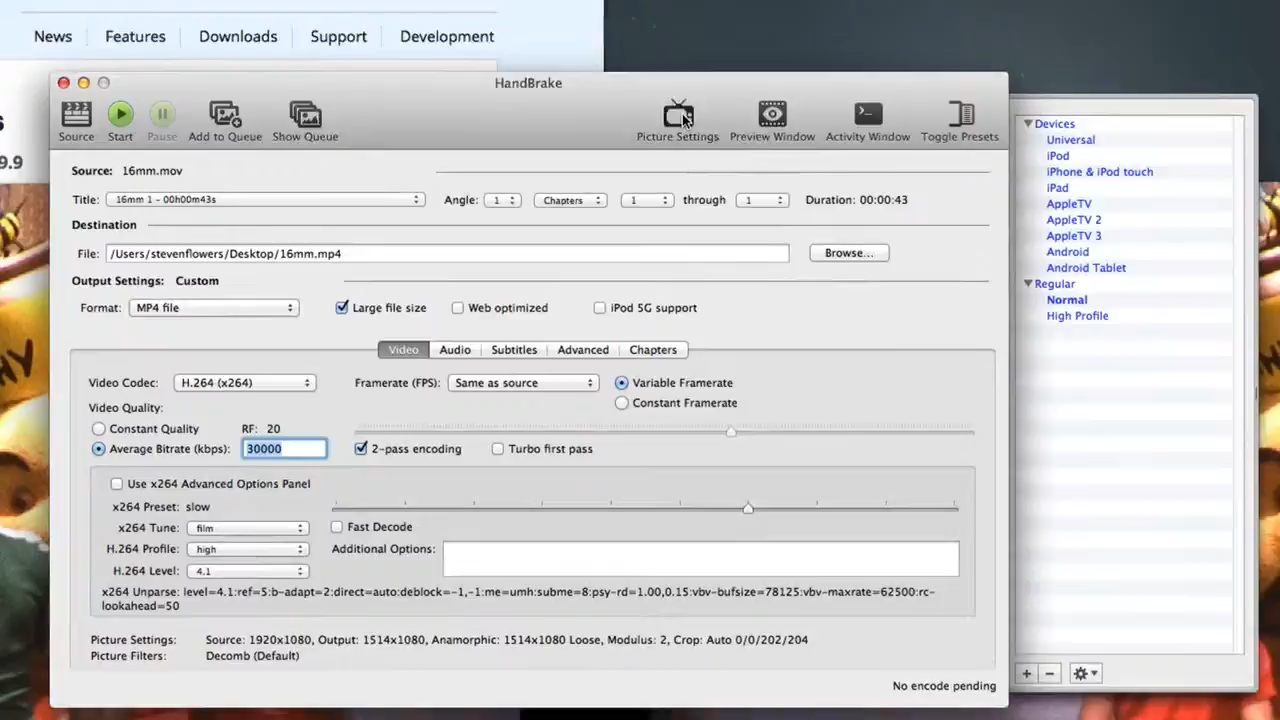 News Features Downloads Support Development
HandBrake
Source Start Pause Add to Queue Show Queue Picture Settings Preview Window Activity Window Toggle Presets
s
9.9
Source: 16mm.mov
Title: 16mm 1 - 00h00m43s Angle: 1 Chapters 1 through 1 Duration: 00:00:43
Destination
File: /Users/stevenflowers/Desktop/16mm.mp4 Browse...
Output Settings: Custom
Format: MP4 file Large file size Web optimized iPod 5G support
Video Audio Subtitles Advanced Chapters
Video Codec: H.264 (x264) Framerate (FPS): Same as source Variable Framerate
Constant Framerate
Video Quality:
Constant Quality RF: 20
Average Bitrate (kbps): 30000 2-pass encoding Turbo first pass
Use x264 Advanced Options Panel
x264 Preset: slow
x264 Tune: film Fast Decode
H.264 Profile: high Additional Options:
H.264 Level: 4.1
x264 Unparse: level=4.1:ref=5:b-adapt=2:direct=auto:deblock=-1,-1:me=umh:subme=8:psy-rd=1.00,0.15:vbv-bufsize=78125:vbv-maxrate=62500:rc-
lookahead=50
Picture Settings: Source: 1920x1080, Output: 1514x1080, Anamorphic: 1514x1080 Loose, Modulus: 2, Crop: Auto 0/0/202/204
Picture Filters: Decomb (Default)
No encode pending
Devices
Universal
iPod
iPhone & iPod touch
iPad
AppleTV
AppleTV 2
AppleTV 3
Android
Android Tablet
Regular
Normal
High Profile